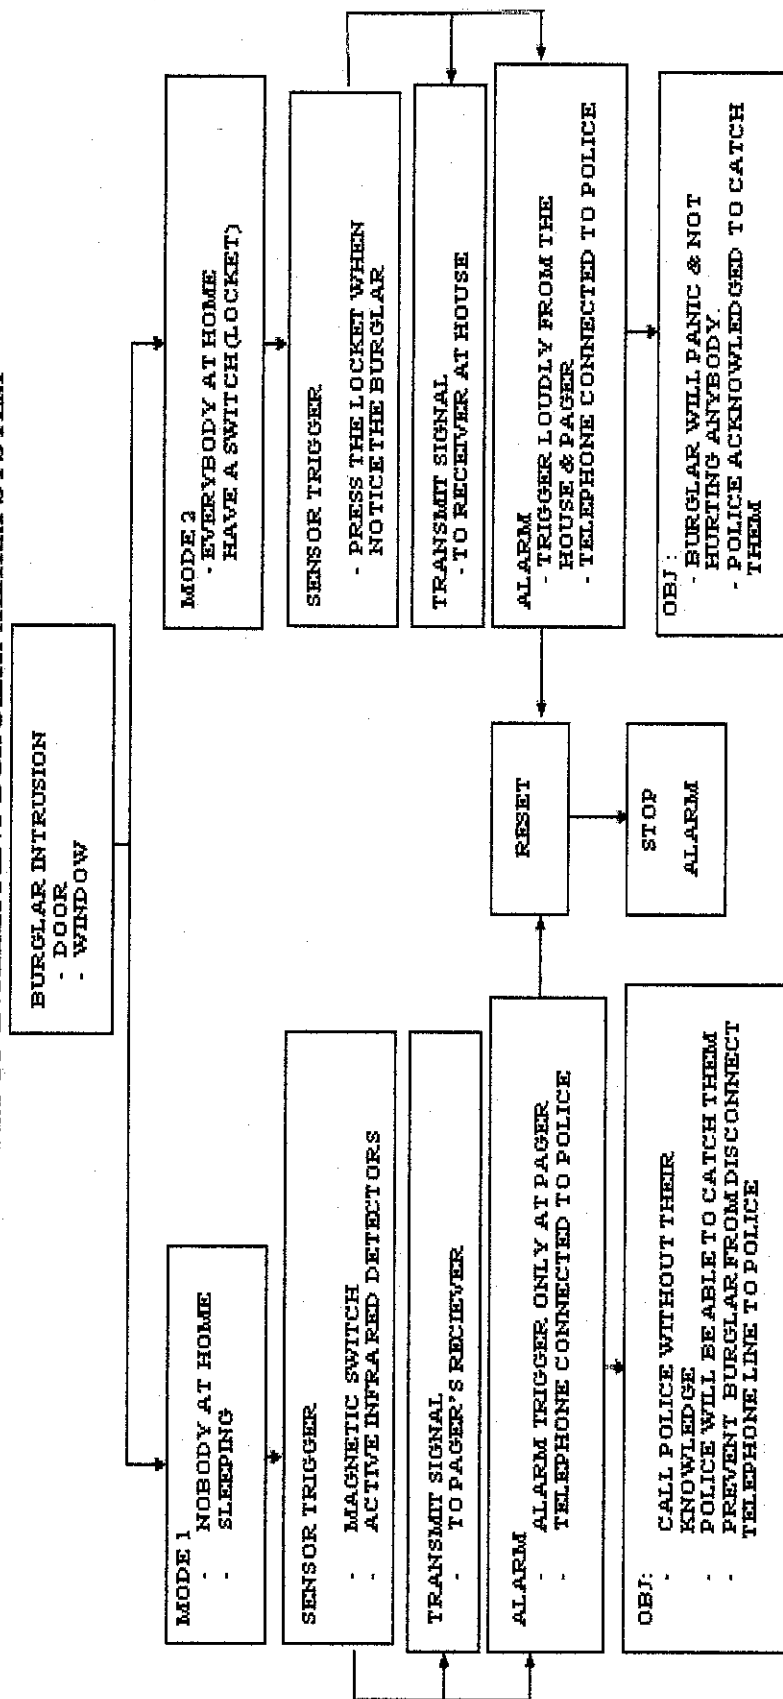 BURGLAR INTRUSION
- DOOR
- WINDOW
MODE 1
- NOBODY AT HOME
- SLEEPING
SENSOR TRIGGER
- MAGNETIC SWITCH
- ACTIVE INFRARED DETECTORS
TRANSMIT SIGNAL
- TO PAGER'S RECIEVER
ALARM
- ALARM TRIGGER ONLY AT PAGER
- TELEPHONE CONNECTED TO POLICE
OBJ:
- CALL POLICE WITHOUT THEIR
KNOWLEDGE
- POLICE WILL BE ABLE TO CATCH THEM
- PREVENT BURGLAR FROM DISCONNECT
TELEPHONE LINE TO POLICE
RESET
STOP
ALARM
MODE 2
- EVERYBODY AT HOME
HAVE A SWITCH (LOCKET)
SENSOR TRIGGER
- PRESS THE LOCKET WHEN
NOTICE THE BURGLAR
TRANSMIT SIGNAL
- TO RECEIVER AT HOUSE
ALARM
- TRIGGER LOUDLY FROM THE
HOUSE & PAGER
- TELEPHONE CONNECTED TO POLICE
OBJ :
- BURGLAR WILL PANIC & NOT
HURTING ANYBODY.
- POLICE ACKNOWLEDGED TO CATCH
THEM